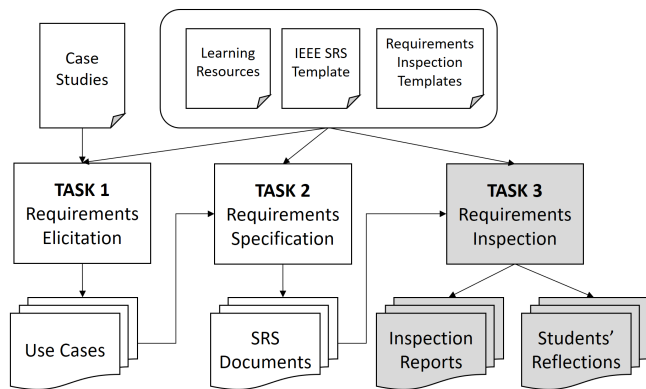 Case
Studies
Learning
Resources
IEEE SRS
Template
Requirements
Inspection
Templates
TASK 1
Requirements
Elicitation
TASK 2
Requirements
Specification
TASK 3
Requirements
Inspection
Use Cases
SRS
Documents
Inspection
Reports
Students’
Reflections